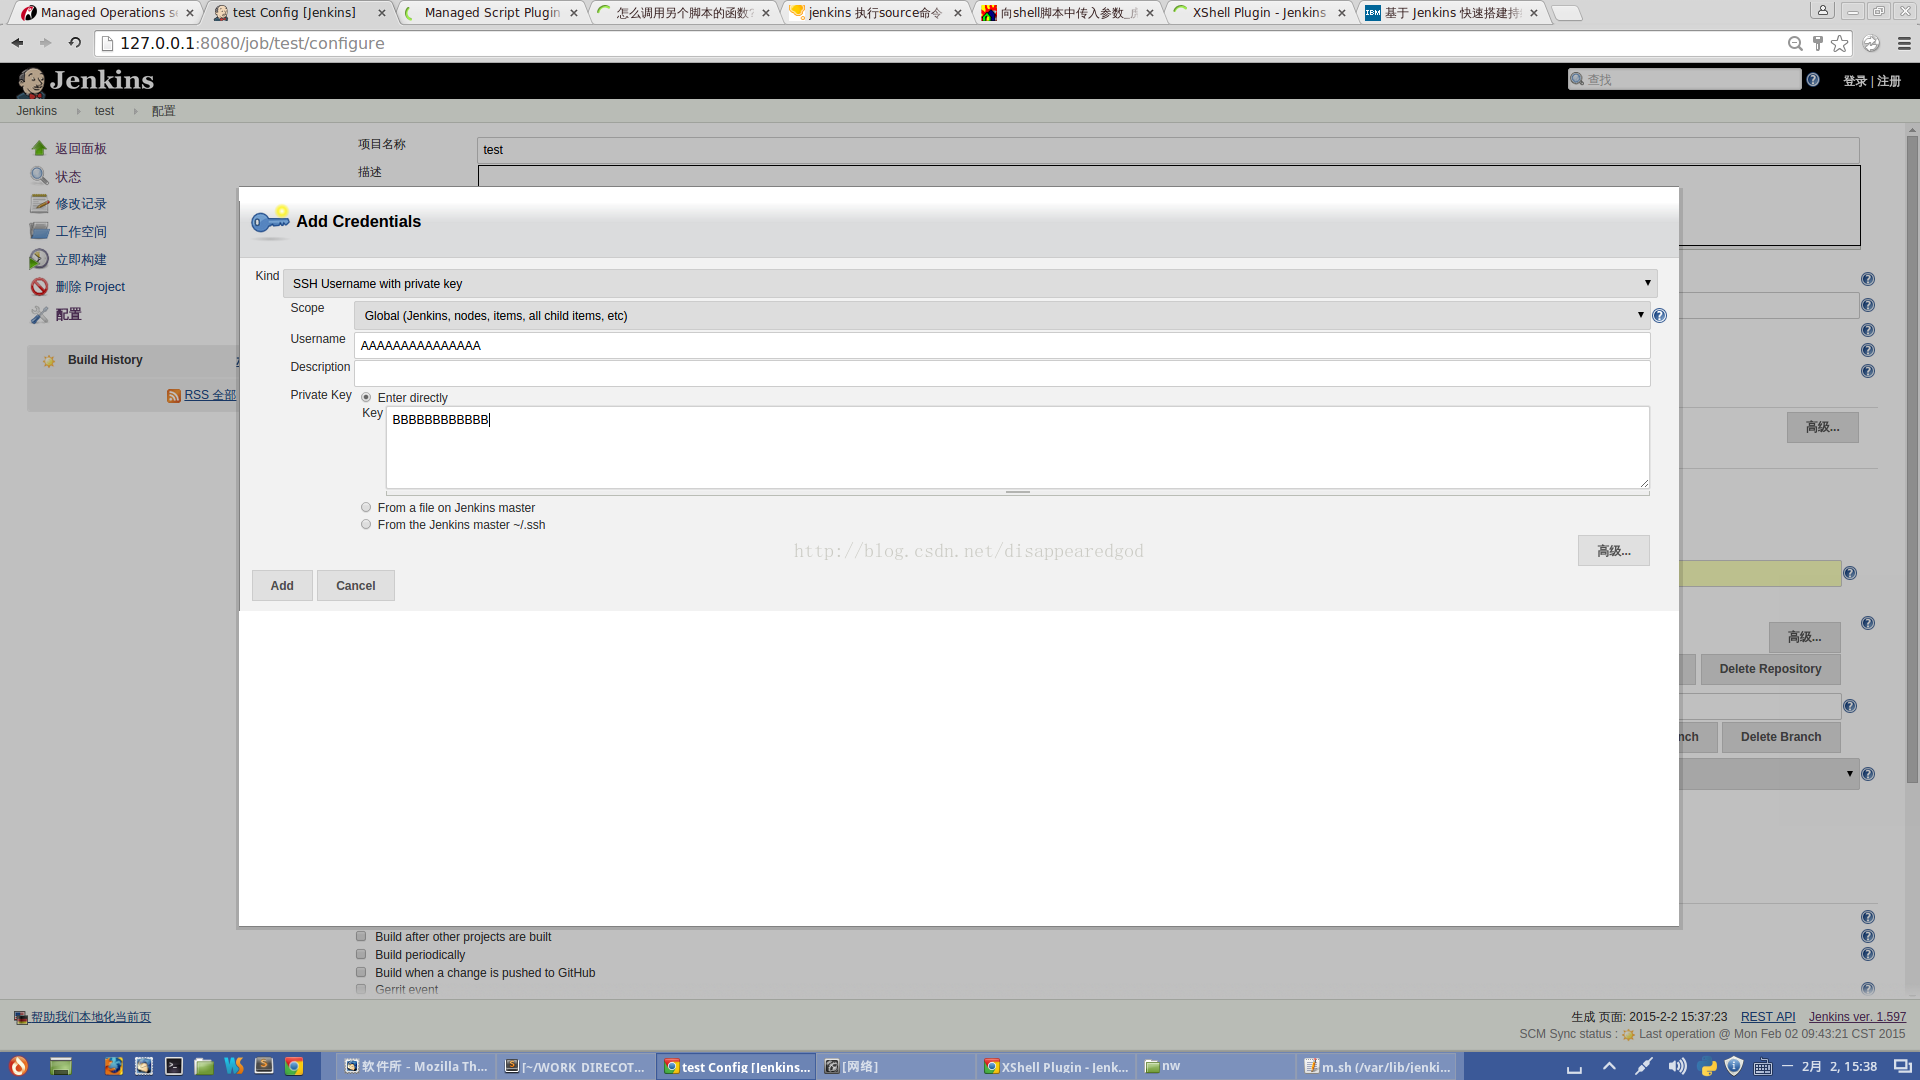 Managed Operations s
test Config [Jenkins]
Managed Script Plugin
怎么调用另个脚本的函数?
jenkins 执行source命令
向shell脚本中传入参数_
XShell Plugin - Jenkins
IBM 基于 Jenkins 快速搭建持
127.0.0.1:8080/job/test/configure
Jenkins
查找
登录 | 注册
Jenkins test 配置
返回面板
状态
修改记录
工作空间
立即构建
删除 Project
配置
Build History
RSS 全部
项目名称 test
描述
Add Credentials
Kind SSH Username with private key
Scope Global (Jenkins, nodes, items, all child items, etc)
Username AAAAAAAAAAAAAAA
Description
Private Key Enter directly
Key BBBBBBBBBBBB
From a file on Jenkins master
From the Jenkins master ~/.ssh
http://blog.csdn.net/disappearedgod
高级...
Add Cancel
高级...
高级...
Delete Repository
nch Delete Branch
Build after other projects are built
Build periodically
Build when a change is pushed to GitHub
Gerrit event
帮助我们本地化当前页
生成 页面: 2015-2-2 15:37:23 REST API Jenkins ver. 1.597
SCM Sync status : Last operation @ Mon Feb 02 09:43:21 CST 2015
软件所 - Mozilla Th...
[~/WORK DIRECOT...
test Config [Jenkins...
[网络]
XShell Plugin - Jenk...
nw
m.sh (/var/lib/jenki...
一 2月 2, 15:38